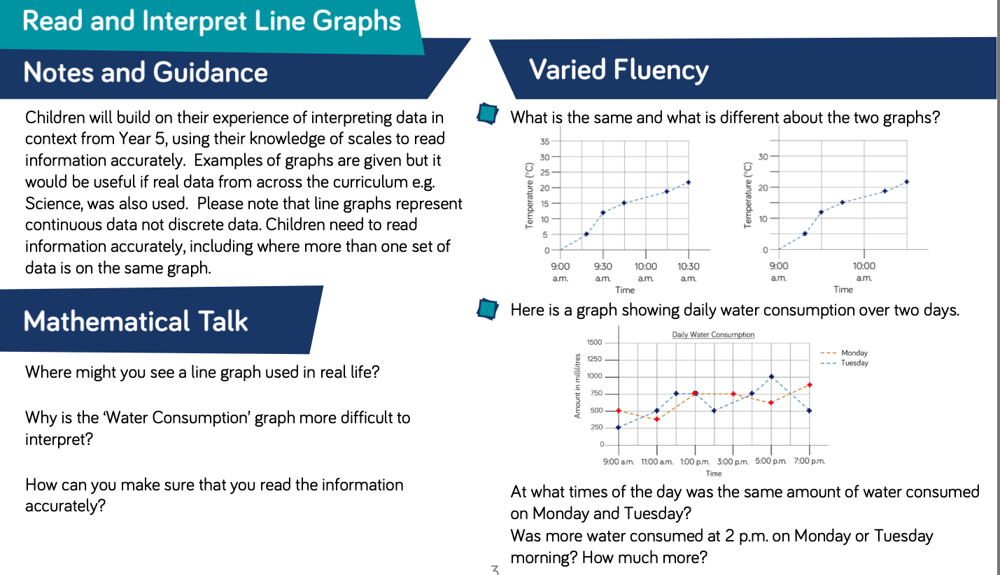 Read and Interpret Line Graphs
Notes and Guidance
Children will build on their experience of interpreting data in
context from Year 5, using their knowledge of scales to read
information accurately.  Examples of graphs are given but it
would be useful if real data from across the curriculum e.g.
Science, was also used.  Please note that line graphs represent
continuous data not discrete data. Children need to read
information accurately, including where more than one set of
data is on the same graph.
Mathematical Talk
Where might you see a line graph used in real life?
Why is the ‘Water Consumption’ graph more difficult to
interpret?
How can you make sure that you read the information
accurately?
Varied Fluency
What is the same and what is different about the two graphs?
Temperature (°C)
35
30
25
20
15
10
5
0
9:00 9:30 10:00 10:30
a.m. a.m. a.m. a.m.
Time
Temperature (°C)
30
20
10
0
9:00 10:00
a.m. a.m.
Time
Here is a graph showing daily water consumption over two days.
Daily Water Consumption
Amount in millilitres
1500
1250
1000
750
500
250
0
9:00 a.m. 11:00 a.m. 1:00 p.m. 3:00 p.m. 5:00 p.m. 7:00 p.m.
Time
Monday
Tuesday
At what times of the day was the same amount of water consumed
on Monday and Tuesday?
Was more water consumed at 2 p.m. on Monday or Tuesday
morning? How much more?
3